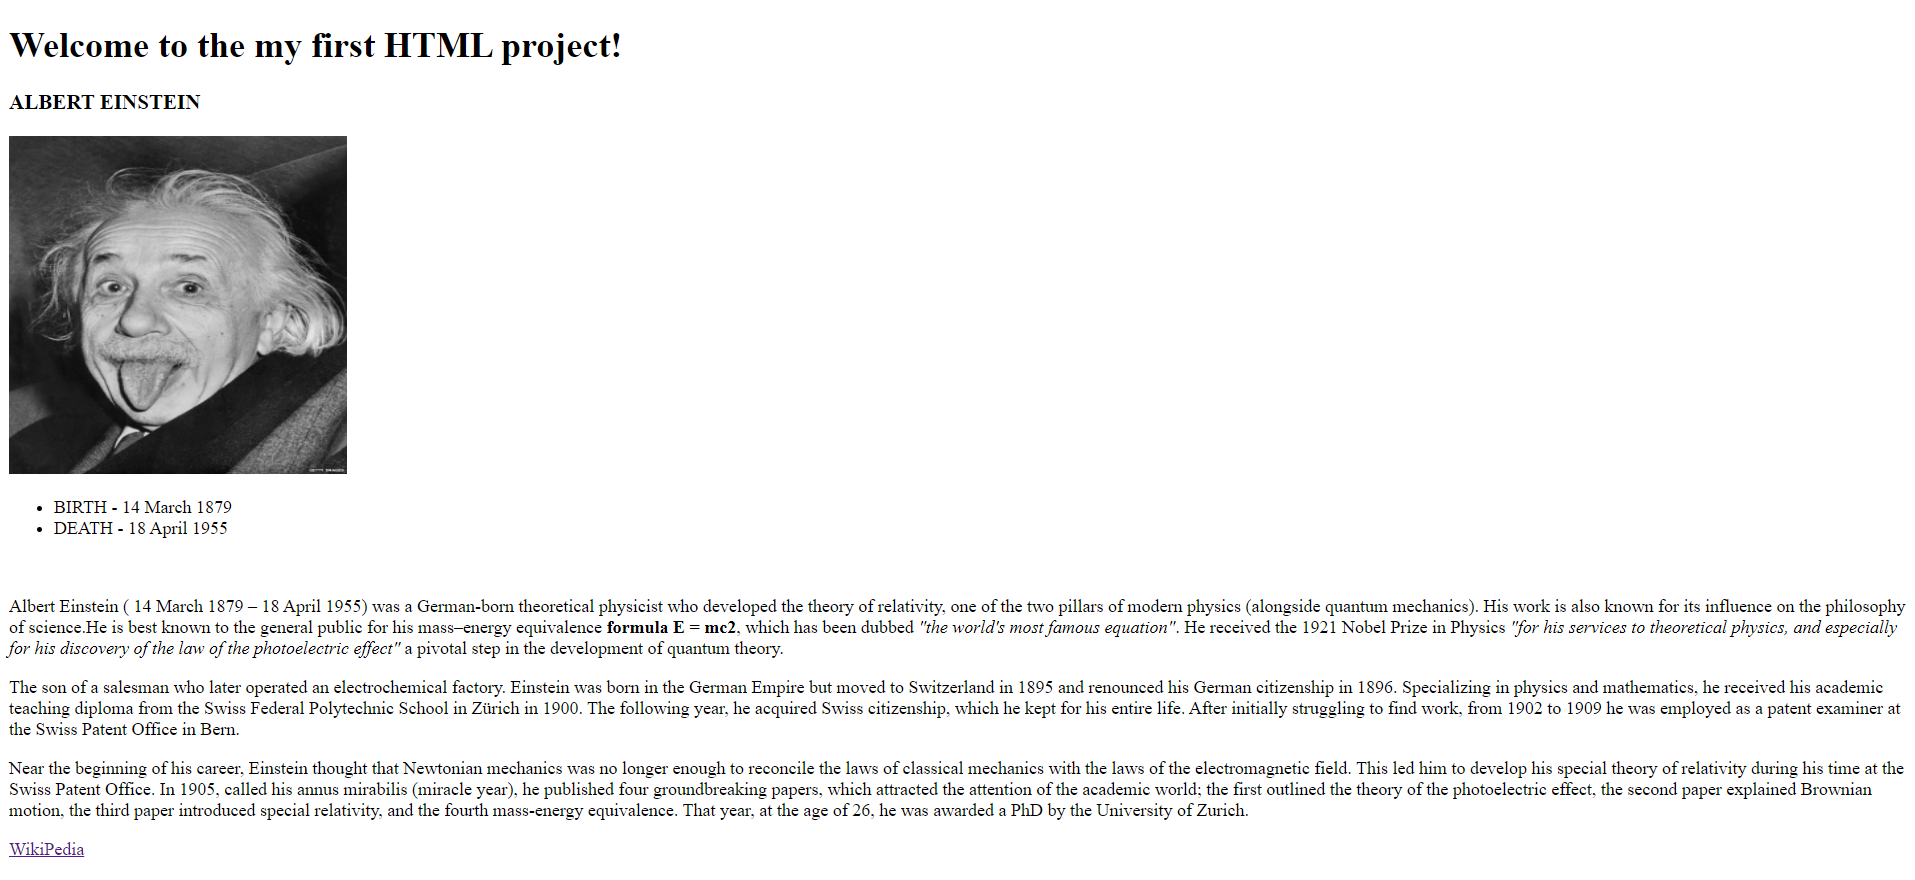 Welcome to the my first HTML project!
ALBERT EINSTEIN
BIRTH - 14 March 1879
DEATH - 18 April 1955
Albert Einstein ( 14 March 1879 – 18 April 1955) was a German-born theoretical physicist who developed the theory of relativity, one of the two pillars of modern physics (alongside quantum mechanics). His work is also known for its influence on the philosophy
of science.He is best known to the general public for his mass–energy equivalence formula E = mc2, which has been dubbed "the world's most famous equation". He received the 1921 Nobel Prize in Physics "for his services to theoretical physics, and especially
for his discovery of the law of the photoelectric effect" a pivotal step in the development of quantum theory.
The son of a salesman who later operated an electrochemical factory. Einstein was born in the German Empire but moved to Switzerland in 1895 and renounced his German citizenship in 1896. Specializing in physics and mathematics, he received his academic
teaching diploma from the Swiss Federal Polytechnic School in Zürich in 1900. The following year, he acquired Swiss citizenship, which he kept for his entire life. After initially struggling to find work, from 1902 to 1909 he was employed as a patent examiner at
the Swiss Patent Office in Bern.
Near the beginning of his career, Einstein thought that Newtonian mechanics was no longer enough to reconcile the laws of classical mechanics with the laws of the electromagnetic field. This led him to develop his special theory of relativity during his time at the
Swiss Patent Office. In 1905, called his annus mirabilis (miracle year), he published four groundbreaking papers, which attracted the attention of the academic world; the first outlined the theory of the photoelectric effect, the second paper explained Brownian
motion, the third paper introduced special relativity, and the fourth mass-energy equivalence. That year, at the age of 26, he was awarded a PhD by the University of Zurich.
WikiPedia